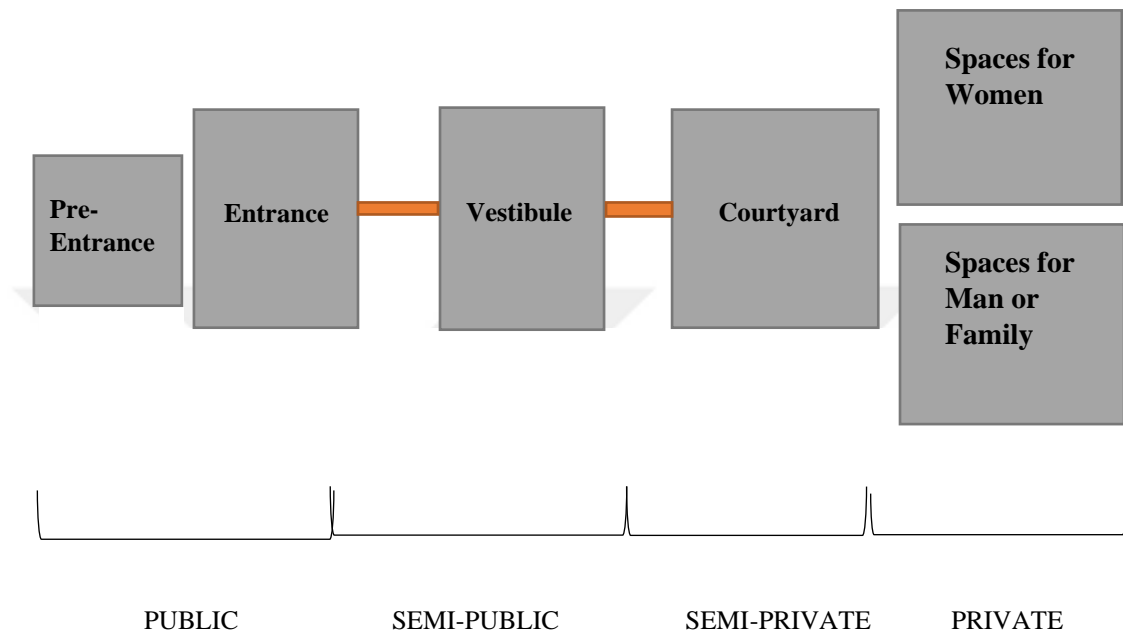 Pre-
Entrance
Entrance
Vestibule
Courtyard
Spaces for
Women
Spaces for
Man or
Family
PUBLIC
SEMI-PUBLIC
SEMI-PRIVATE
PRIVATE